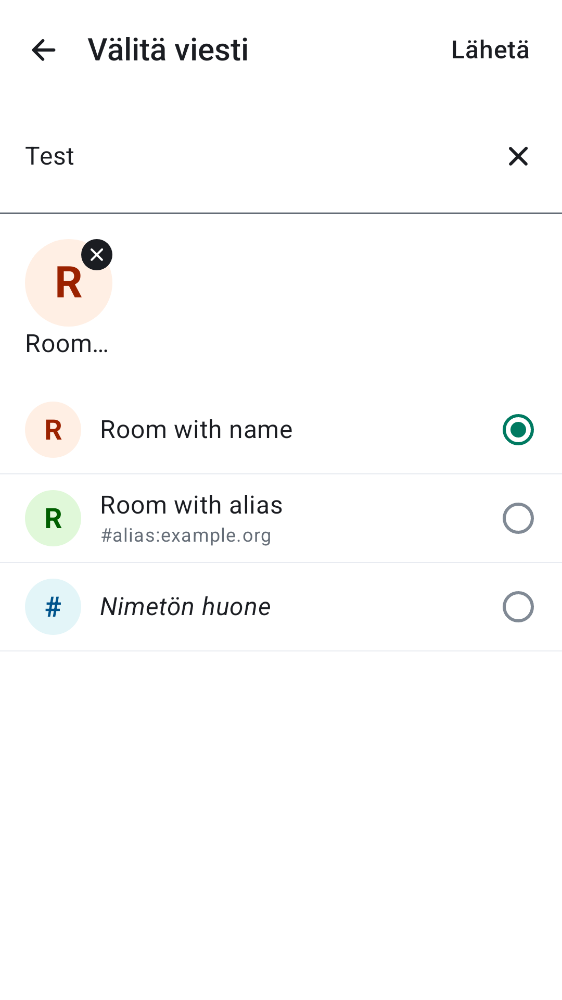 Välitä viesti Lähetä
Test
R
Room…
R Room with name
R Room with alias
#alias:example.org
# Nimetön huone